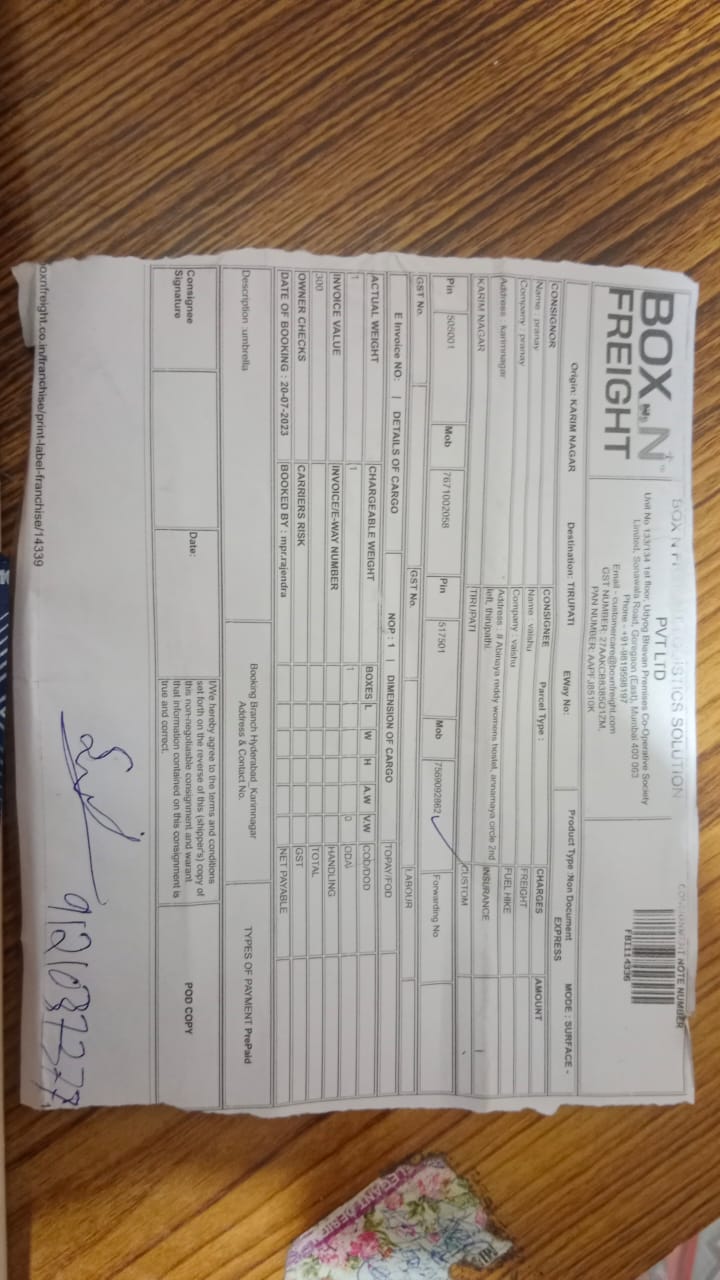 BOX N FREIGHT
BOX N FREIGHT LOGISTICS SOLUTION
PVT LTD
Unit No 133/134 1st floor, Udyog Bhavan Premises Co-Operative Society
Limited, Sonawala Road, Goregaon (East), Mumbai 400 063
Phone - +91-9819598197
Email - customercare@boxnfreight.com
GST NUMBER: 27AAKCB8385Q1ZM,
PAN NUMBER: AAPFJ8510K
CONSIGNMENT NOTE NUMBER
FBI114336
Origin: KARIM NAGAR Destination: TIRUPATI EWay No: Product Type :Non Document EXPRESS MODE : SURFACE -
CONSIGNOR
Name : pranay
Company : pranay
Address : karimnagar
KARIM NAGAR
CONSIGNEE Parcel Type :
Name : vaishu
Company : vaishu
Address : # Abinaya reddy womens hostel, annamaya circle 2nd
left, thirupathi.
TIRUPATI
CHARGES AMOUNT
FREIGHT
FUEL HIKE
INSURANCE
CUSTOM
Pin 505001 Mob 7671002058 Pin 517501 Mob 7569092862 Forwarding No
GST No. GST No. LABOUR
E Invoice NO: | DETAILS OF CARGO NOP : 1 | DIMENSION OF CARGO TOPAY/FOD
ACTUAL WEIGHT CHARGEABLE WEIGHT BOXES L W H A.W V.W COD/DOD
1 1 1 0 ODA
INVOICE VALUE INVOICE/E-WAY NUMBER HANDLING
300 TOTAL
OWNER CHECKS CARRIERS RISK GST
DATE OF BOOKING : 20-07-2023 BOOKED BY : mpr.rajendra NET PAYABLE
Description :umbrella
Booking Branch Hyderabad_Karimnagar
Address & Contact No.
TYPES OF PAYMENT PrePaid
Consignee
Signature
Date:
I/We hereby agree to the terms and conditions
set forth on the reverse of this (shipper's) copy of
this non-negotiasble consignment and warant
that information contained on this consignment is
true and correct.
POD COPY
9121037377
oxnfreight.co.in/franchise/print-label-franchise/14339